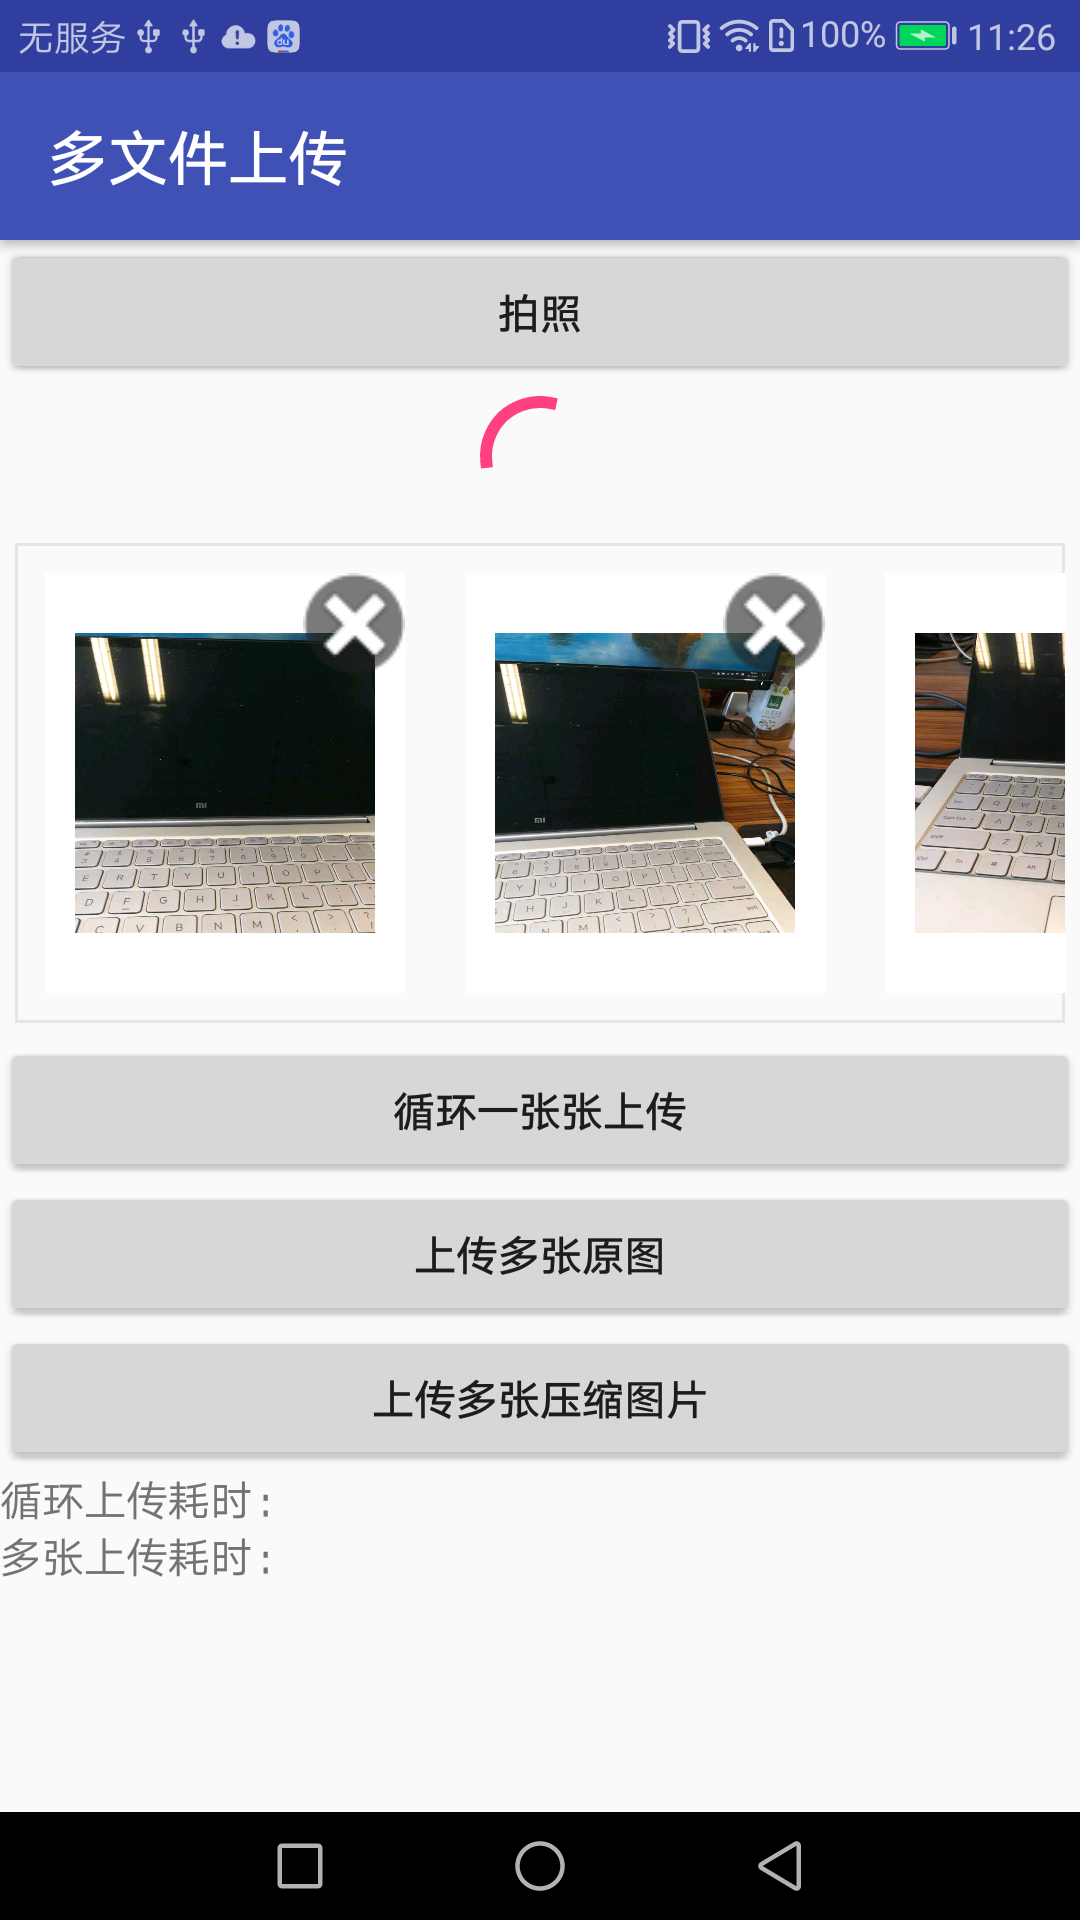 无服务 100% 11:26
多文件上传
拍照
循环一张张上传
上传多张原图
上传多张压缩图片
循环上传耗时：
多张上传耗时：